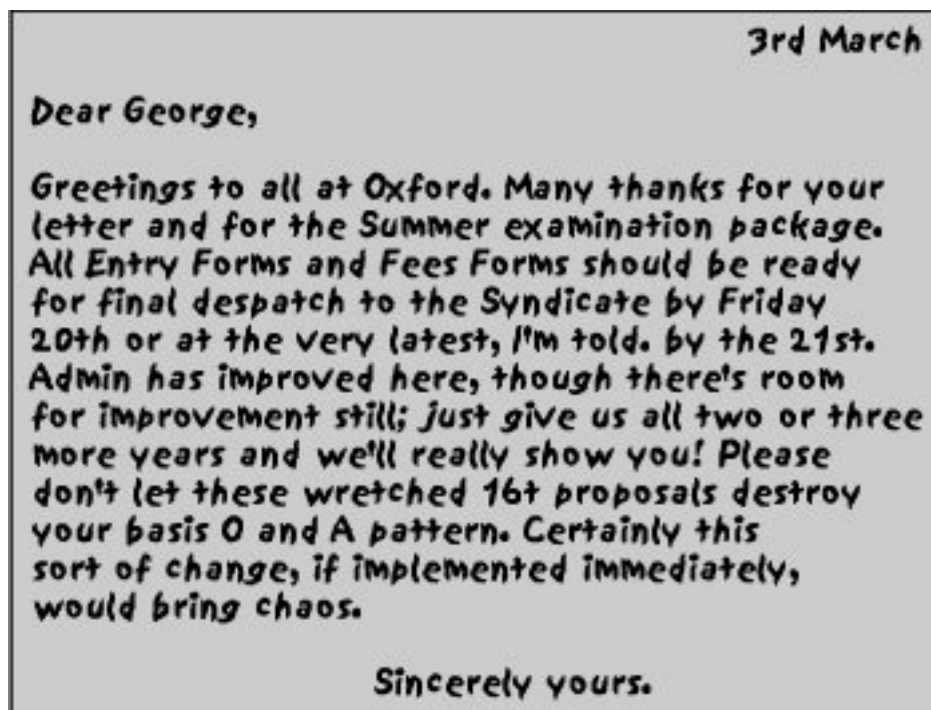 3rd March
Dear George,
Greetings to all at Oxford. Many thanks for your
letter and for the Summer examination package.
All Entry Forms and Fees Forms should be ready
for final despatch to the Syndicate by Friday
20th or at the very latest, I'm told. by the 21st.
Admin has improved here, though there's room
for improvement still; just give us all two or three
more years and we'll really show you! Please
don't let these wretched 16t proposals destroy
your basis O and A pattern. Certainly this
sort of change, if implemented immediately,
would bring chaos.
Sincerely yours.